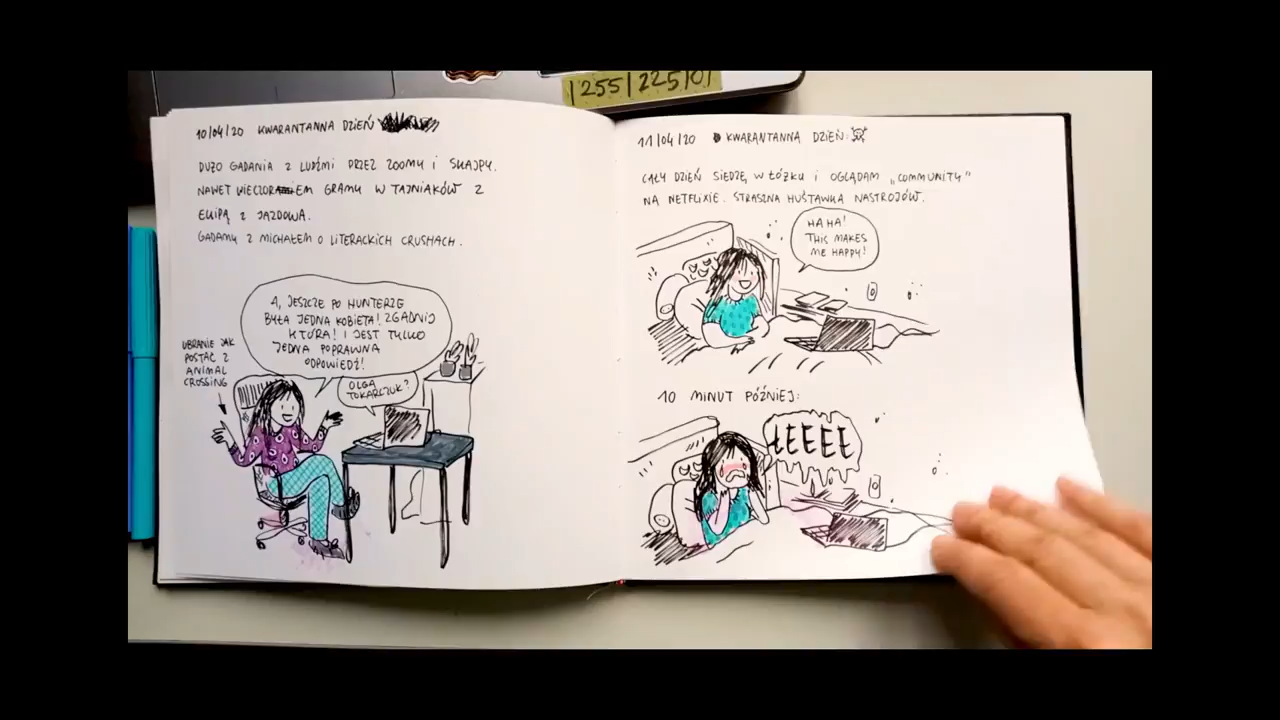 |255|225|0|
10/04/20 KWARANTANNA DZIEŃ
DUŻO GADANIA Z LUDŹMI PRZEZ ZOOMY I SKAJPY.
NAWET WIECZOREM GRAMY W TAJNIAKÓW Z
EKIPĄ Z JAZDOWA.
GADAMY Z MICHAŁEM O LITERACKICH CRUSHACH.
A, JESZCZE PO HUNTERZE
BYŁA JEDNA KOBIETA! ZGADNIJ
KTÓRA! I JEST TYLKO
JEDNA POPRAWNA
ODPOWIEDŹ!
UBRANIE JAK
POSTAĆ Z
ANIMAL
CROSSING
OLGA
TOKARCZUK?
11/04/20 KWARANTANNA DZIEŃ:
CAŁY DZIEŃ SIEDZĘ W ŁÓŻKU I OGLĄDAM „COMMUNITY”
NA NETFLIXIE. STRASZNA HUŚTAWKA NASTROJÓW.
HA HA!
THIS MAKES
ME HAPPY!
10 MINUT PÓŹNIEJ:
ŁEEEE